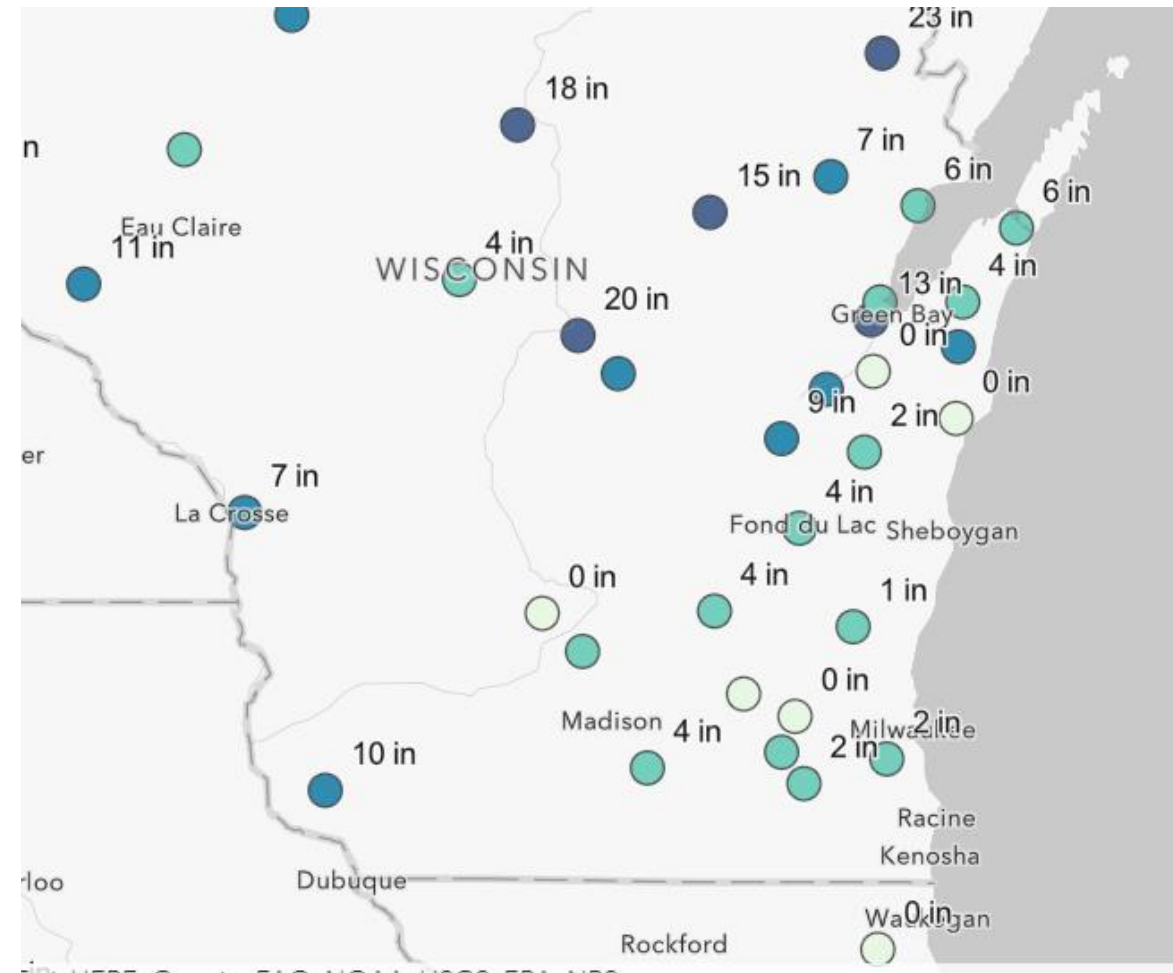 23 in
18 in
n
7 in
15 in
6 in
6 in
Eau Claire
11 in
4 in
WISCONSIN
4 in
13 in
20 in
Green Bay
0 in
0 in
9 in
2 in
er
7 in
4 in
La Crosse
Fond du Lac
Sheboygan
0 in
4 in
1 in
0 in
Madison
4 in
2 in
Milwaukee
2 in
10 in
Racine
Kenosha
rloo
Dubuque
0 in
Waukegan
Rockford